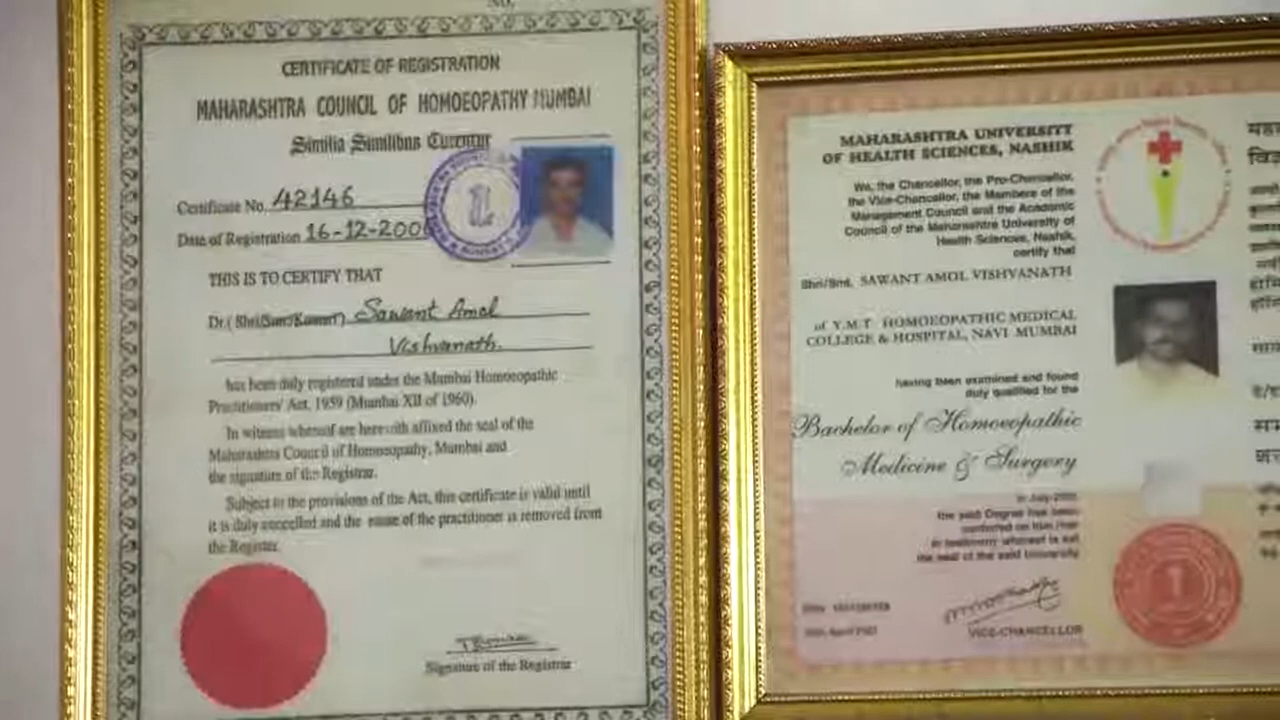 No.
CERTIFICATE OF REGISTRATION
MAHARASHTRA COUNCIL OF HOMOEOPATHY MUMBAI
Similia Similibus Curentur
Certificate No. 42146
Date of Registration 16-12-200
THIS IS TO CERTIFY THAT
Dr.( Shri/Smt/Kumari) Sawant Amol
Vishvanath.
has been duly registered under the Mumbai Homoeopathic
Practitioners' Act, 1959 (Mumbai XII of 1960).
In witness whereof are herewith affixed the seal of the
Maharashtra Council of Homoeopathy, Mumbai and
the signature of the Registrar.
Subject to the provisions of the Act, this certificate is valid until
it is duly cancelled and the name of the practitioner is removed from
the Register.
Signature of the Registrar
MAHARASHTRA UNIVERSITY
OF HEALTH SCIENCES, NASHIK
We, the Chancellor, the Pro-Chancellor,
the Vice-Chancellor, the Members of the
Management Council and the Academic
Council of the Maharashtra University of
Health Sciences, Nashik,
certify that
Shri/Smt. SAWANT AMOL VISHVANATH
of Y.M.T HOMOEOPATHIC MEDICAL
COLLEGE & HOSPITAL, NAVI MUMBAI
having been examined and found
duly qualified for the
Bachelor of Homoeopathic
Medicine & Surgery
in July-
the said Degree has been
conferred on him/her
in testimony whereof is set
the seal of the said University
VICE-CHANCELLOR